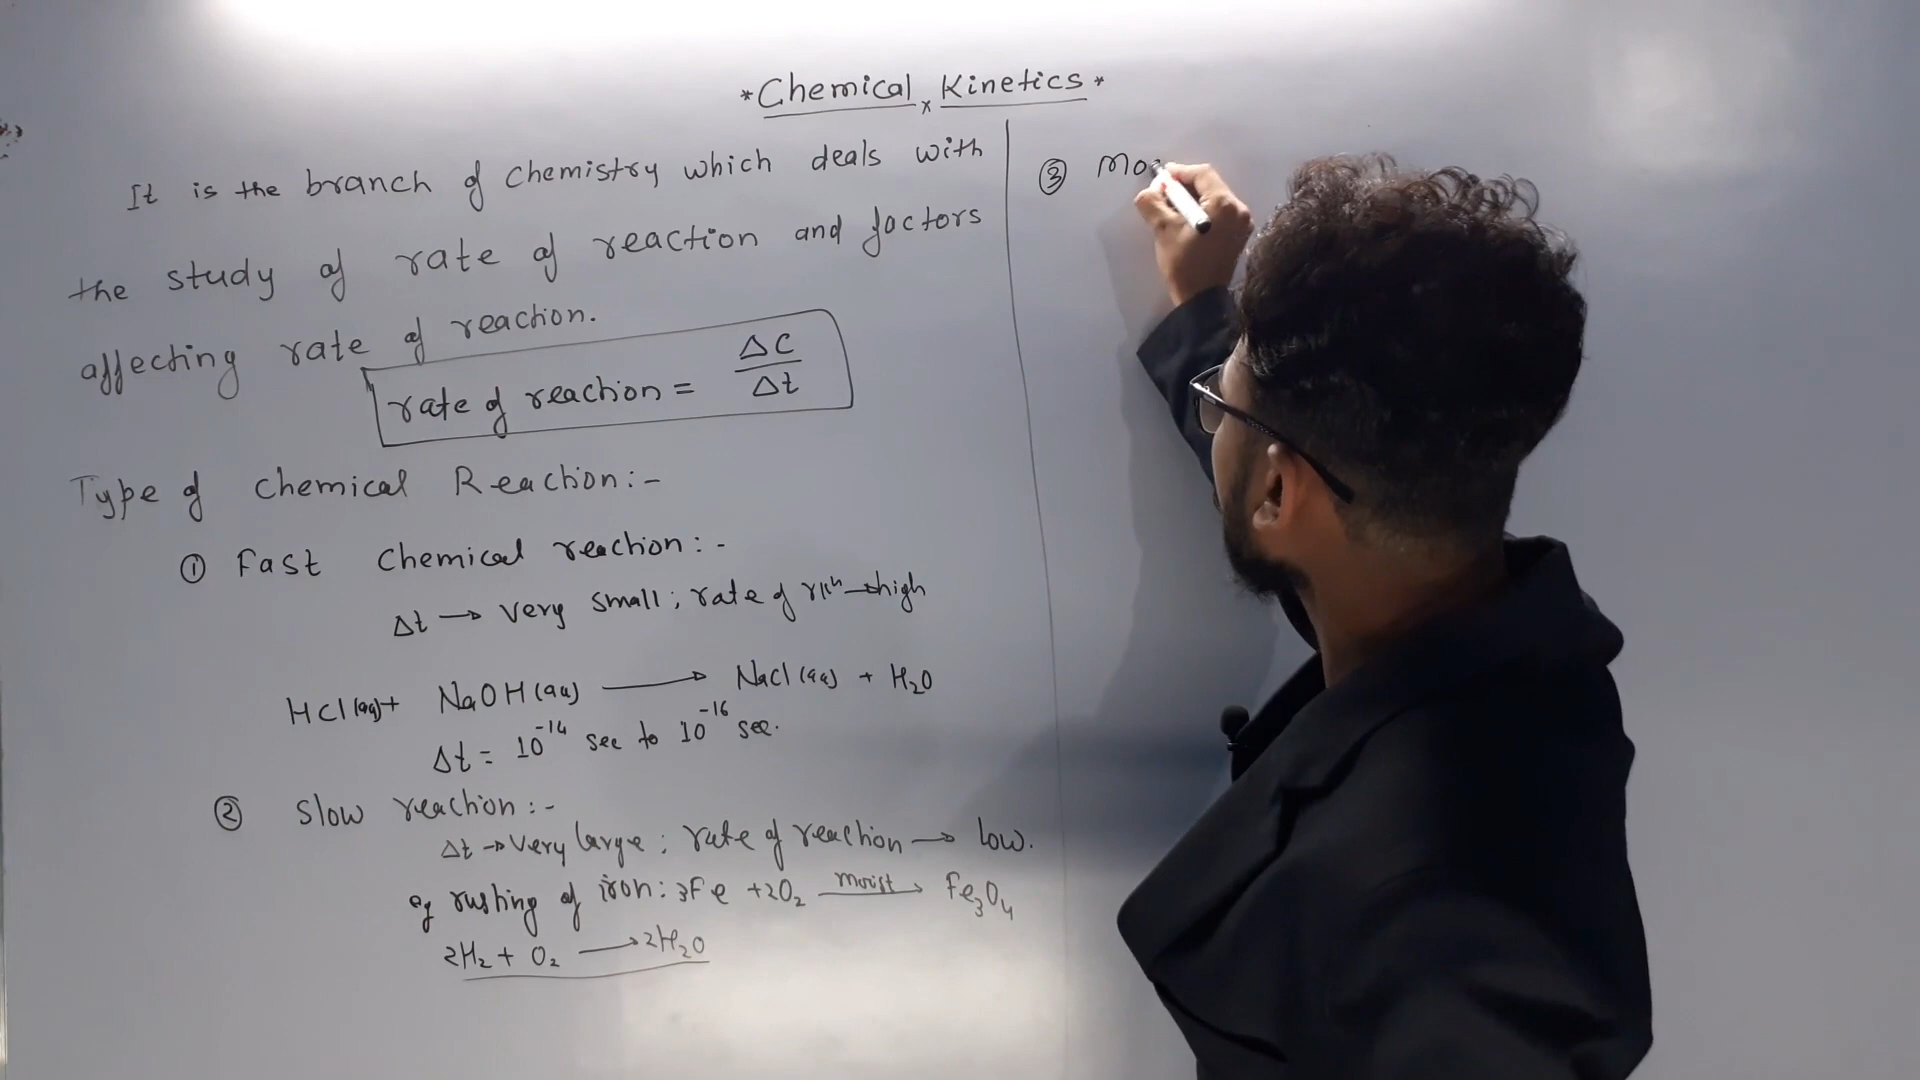 *Chemical x Kinetics*
It is the branch of chemistry which deals with
the study of rate of reaction and factors
affecting rate of reaction.
rate of reaction = ΔC/Δt
Type of chemical Reaction:-
① Fast Chemical reaction:-
Δt → very small; rate of rxn → high
HCl(aq) + NaOH(aq) → NaCl(aq) + H₂O
Δt = 10⁻¹⁴ sec to 10⁻¹⁶ sec.
② Slow reaction:-
Δt → very large; rate of reaction → low.
eg rusting of iron: 3Fe + 2O₂ moist→ Fe₃O₄
2H₂ + O₂ → 2H₂O
③ Mo